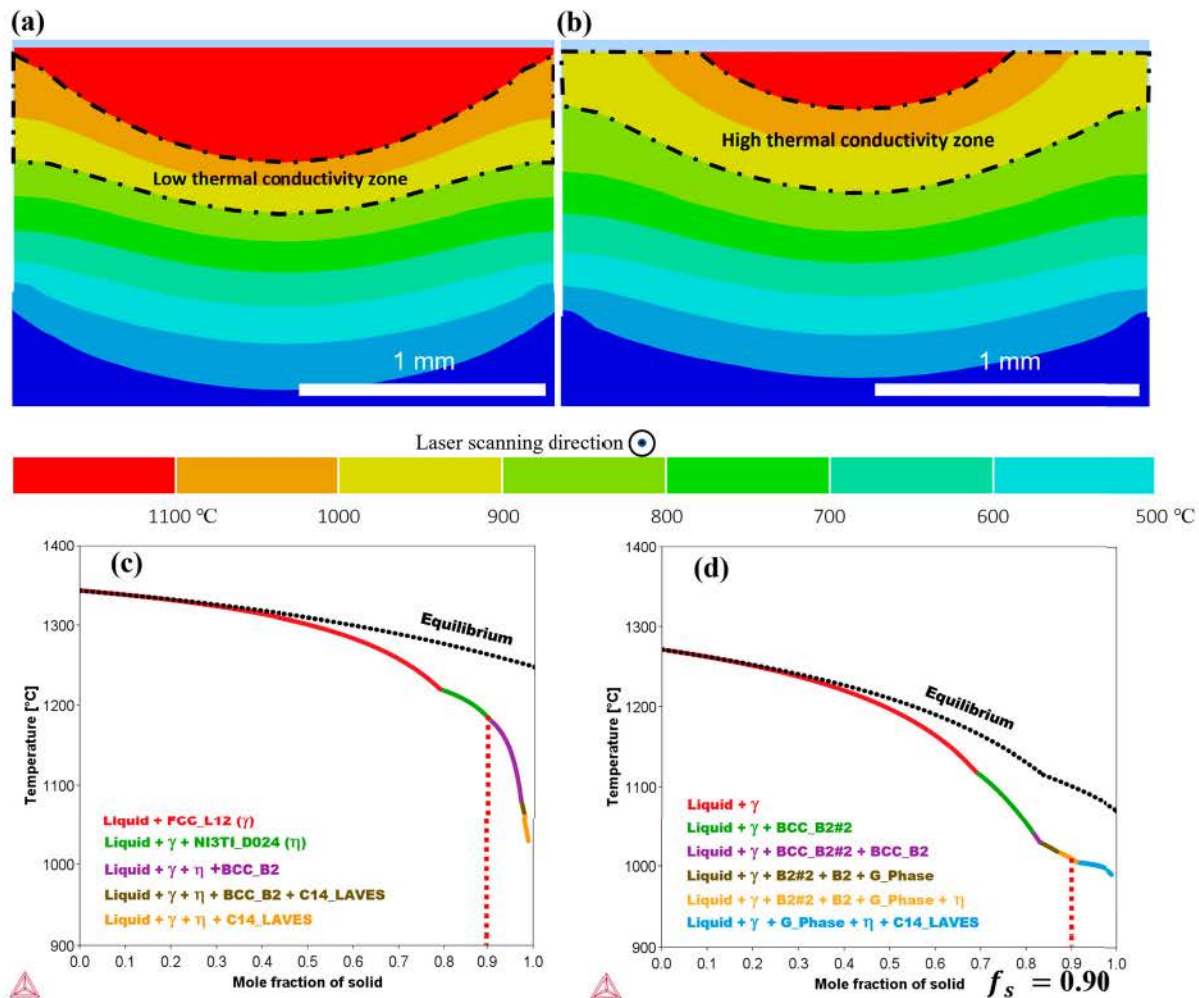 (a)
(b)
Low thermal conductivity zone
High thermal conductivity zone
1 mm
1 mm
Laser scanning direction
1100 °C
1000
900
880
800
700
600
500 °C
(c)
1400
1300
1200
1100
1000
900
Temperature [°C]
Equilibrium
Liquid + FCC_L12 (γ)
Liquid + γ + NI3TI_D024 (η)
Liquid + γ + η +BCC_B2
Liquid + γ + η + BCC_B2 + C14_LAVES
Liquid + γ + η + C14_LAVES
0.0 0.1 0.2 0.3 0.4 0.5 0.6 0.7 0.8 0.9 1.0
Mole fraction of solid
(d)
1400
1300
1200
1100
1000
900
Temperature [°C]
Equilibrium
Liquid + γ
Liquid + γ + BCC_B2#2
Liquid + γ + BCC_B2#2 + BCC_B2
Liquid + γ + B2#2 + B2 + G_Phase
Liquid + γ + B2#2 + B2 + G_Phase + η
Liquid + γ + G_Phase + η + C14_LAVES
0.0 0.1 0.2 0.3 0.4 0.5 0.6 0.7 0.8 0.9 1.0
Mole fraction of solid
fₛ = 0.90